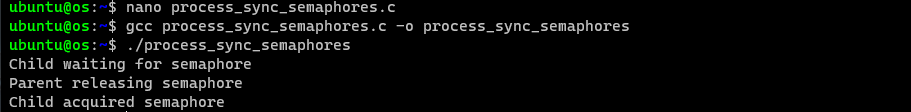 ubuntu@os:~$ nano process_sync_semaphores.c
ubuntu@os:~$ gcc process_sync_semaphores.c -o process_sync_semaphores
ubuntu@os:~$ ./process_sync_semaphores
Child waiting for semaphore
Parent releasing semaphore
Child acquired semaphore